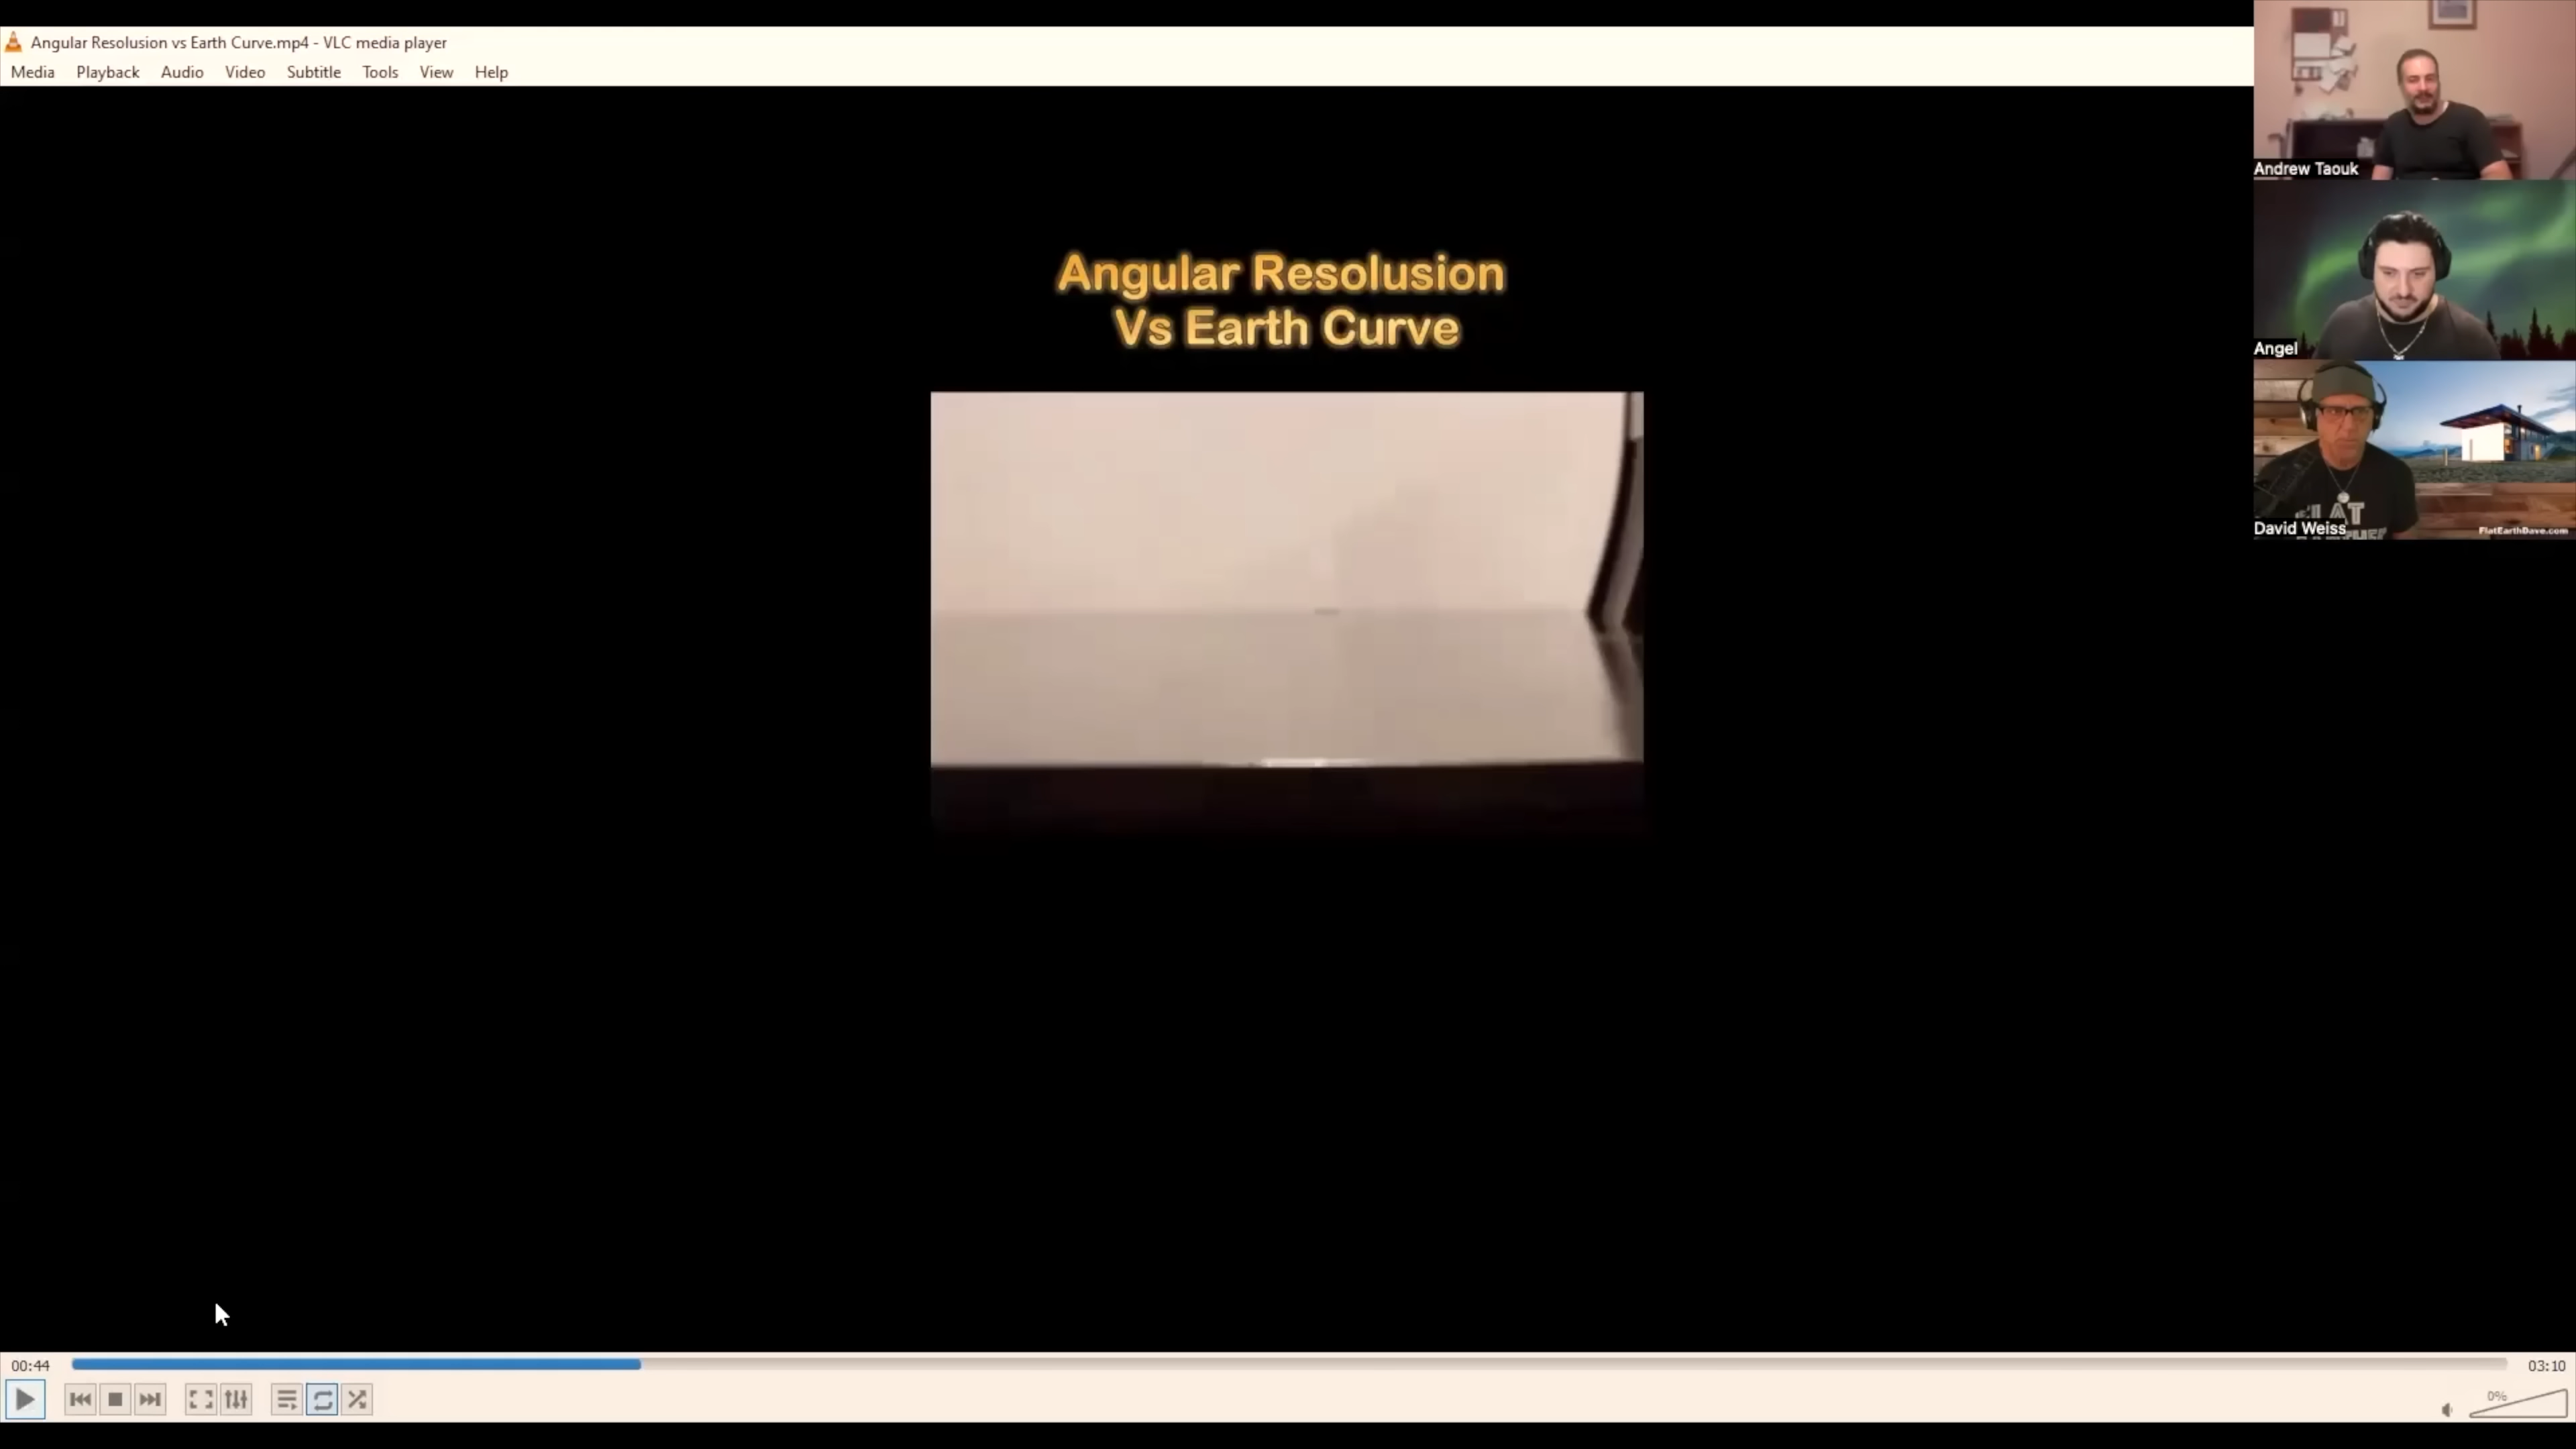 Angular Resolusion vs Earth Curve.mp4 - VLC media player
Media Playback Audio Video Subtitle Tools View Help
Angular Resolusion
Vs Earth Curve
Andrew Taouk
Angel
FLAT
David Weiss
FlatEarthDave.com
00:44
03:10
0%